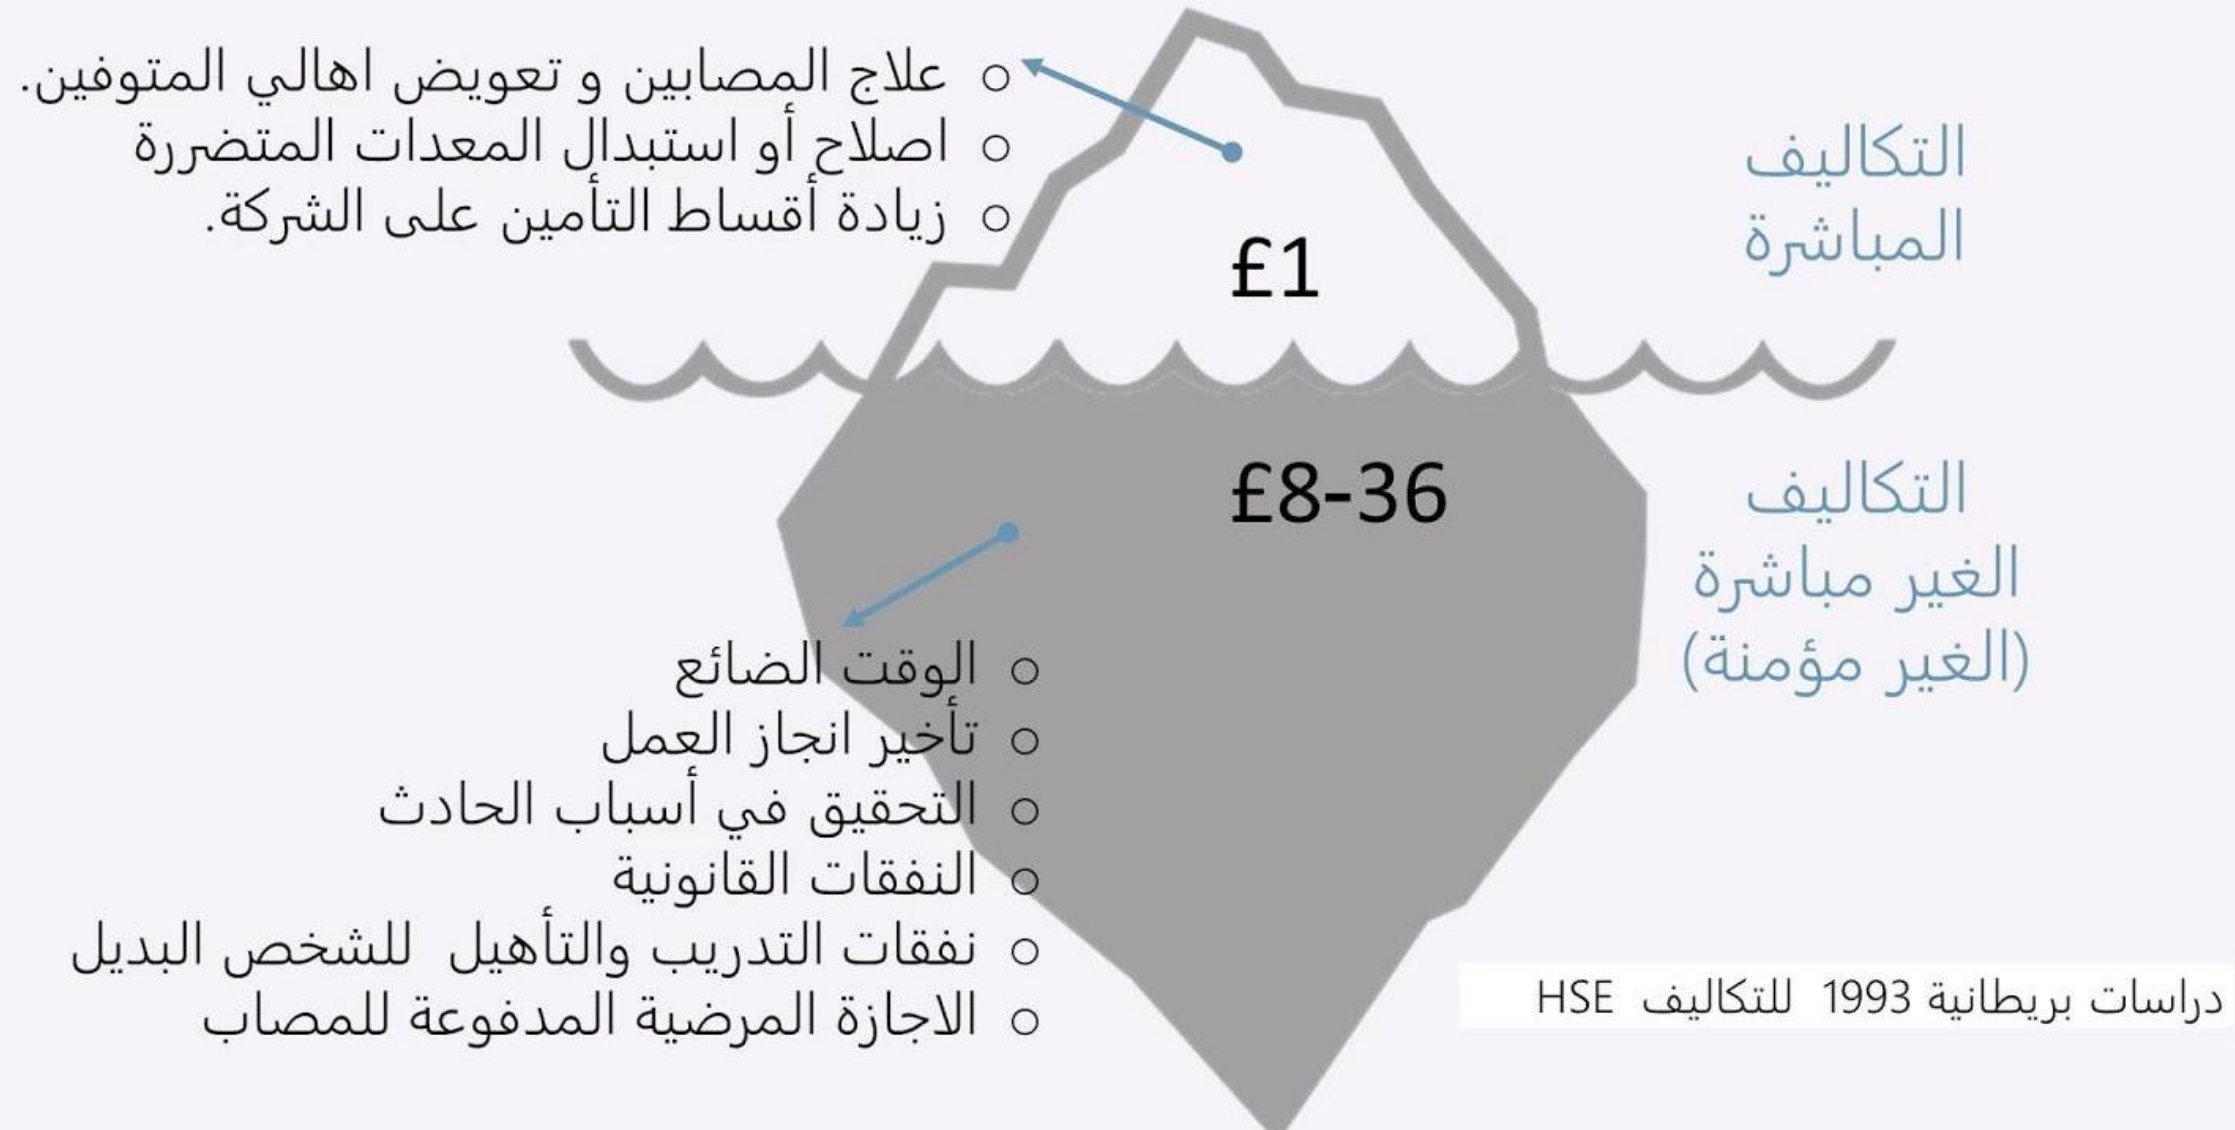 التكاليف
المباشرة
علاج المصابين و تعويض اهالي المتوفين.
اصلاح أو استبدال المعدات المتضررة
زيادة أقساط التأمين على الشركة.
£1
£8-36
التكاليف
الغير مباشرة
(الغير مؤمنة)
الوقت الضائع
تأخير انجاز العمل
التحقيق في أسباب الحادث
النفقات القانونية
نفقات التدريب والتأهيل للشخص البديل
الاجازة المرضية المدفوعة للمصاب
دراسات بريطانية 1993 للتكاليف HSE